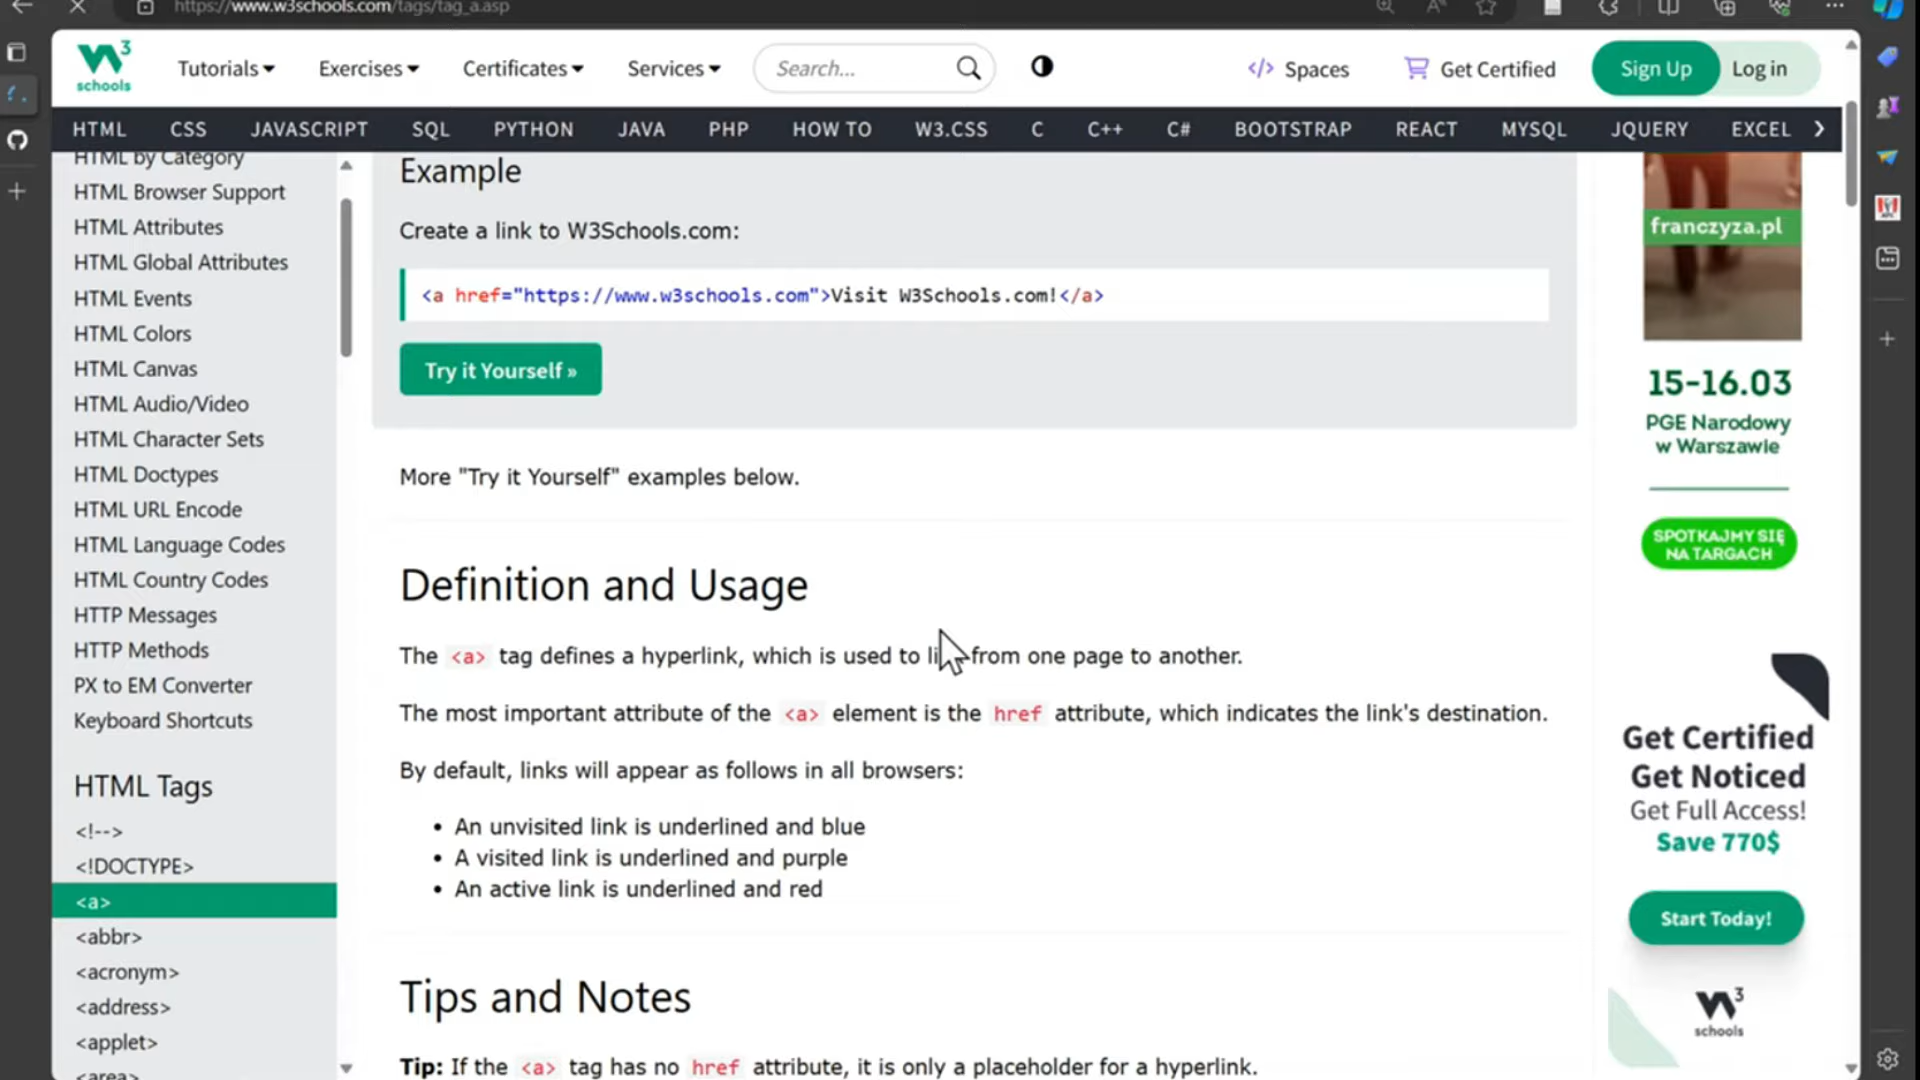 https://www.w3schools.com/tags/tag_a.asp
W3 schools
Tutorials
Exercises
Certificates
Services
Search...
Spaces
Get Certified
Sign Up
Log in
HTML CSS JAVASCRIPT SQL PYTHON JAVA PHP HOW TO W3.CSS C C++ C# BOOTSTRAP REACT MYSQL JQUERY EXCEL
HTML by Category
HTML Browser Support
HTML Attributes
HTML Global Attributes
HTML Events
HTML Colors
HTML Canvas
HTML Audio/Video
HTML Character Sets
HTML Doctypes
HTML URL Encode
HTML Language Codes
HTML Country Codes
HTTP Messages
HTTP Methods
PX to EM Converter
Keyboard Shortcuts
HTML Tags
<!-->
<!DOCTYPE>
<a>
<abbr>
<acronym>
<address>
<applet>
<area>
Example
Create a link to W3Schools.com:
<a href="https://www.w3schools.com">Visit W3Schools.com!</a>
Try it Yourself »
More "Try it Yourself" examples below.
Definition and Usage
The <a> tag defines a hyperlink, which is used to from one page to another.
The most important attribute of the <a> element is the href attribute, which indicates the link's destination.
By default, links will appear as follows in all browsers:
• An unvisited link is underlined and blue
• A visited link is underlined and purple
• An active link is underlined and red
Tips and Notes
Tip: If the <a> tag has no href attribute, it is only a placeholder for a hyperlink.
franczyza.pl
15-16.03
PGE Narodowy
w Warszawie
SPOTKAJMY SIĘ
NA TARGACH
Get Certified
Get Noticed
Get Full Access!
Save 770$
Start Today!
W3
schools